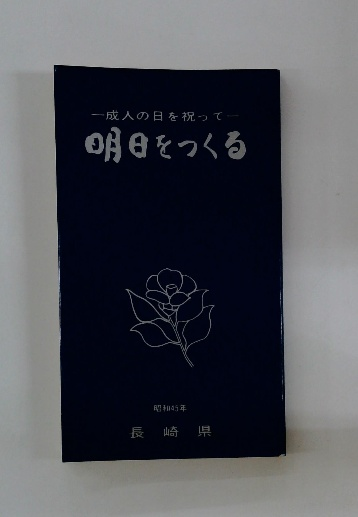 ―成人の日を祝って―
明日をつくる
昭和45年
長崎県